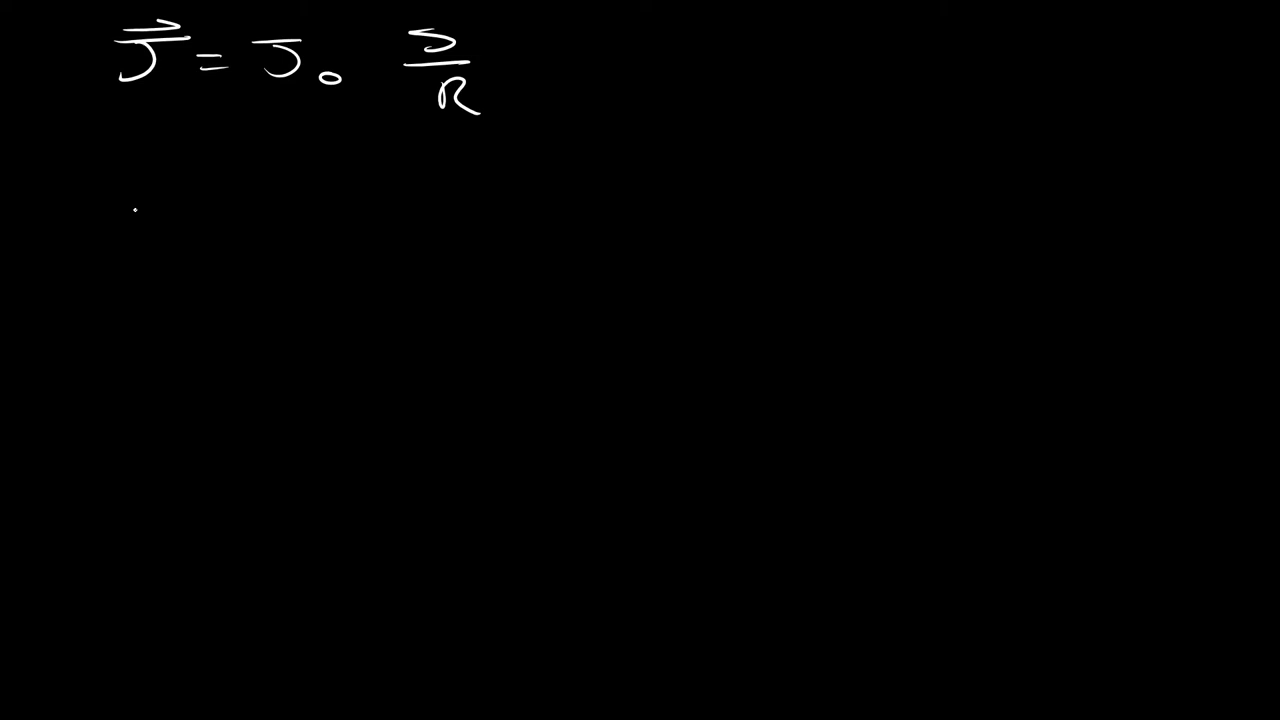 J⃗ = J₀ s/R